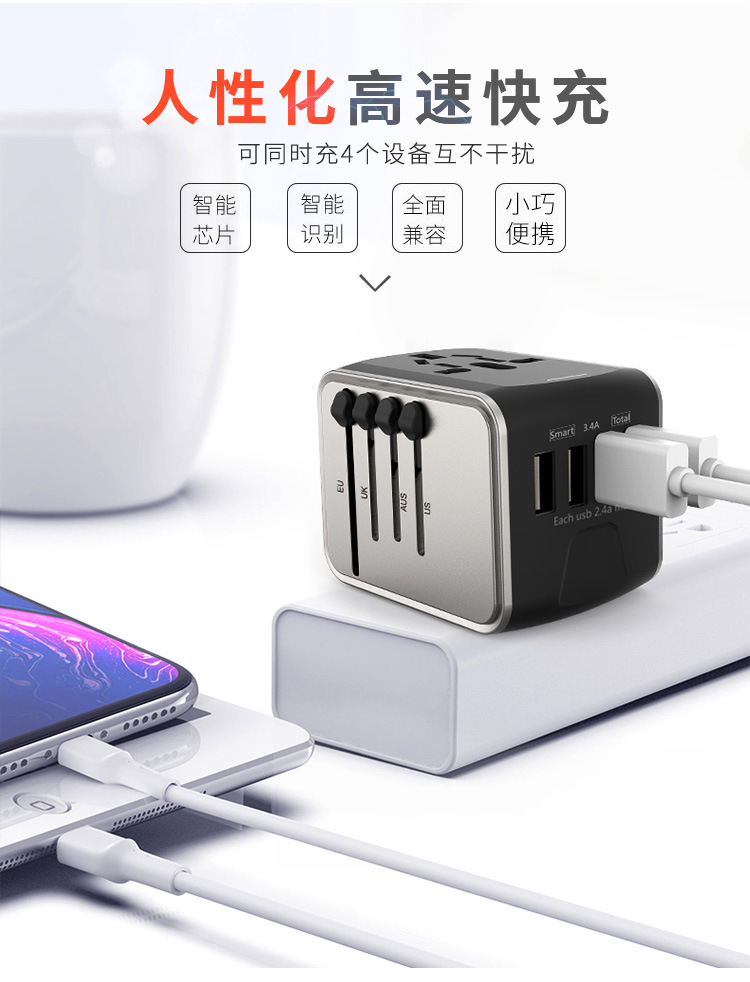 人性化高速快充
可同时充4个设备互不干扰
智能
芯片
智能
识别
全面
兼容
小巧
便携
Smart 3.4A Total
Each usb 2.4a
EU
UK
AUS
US